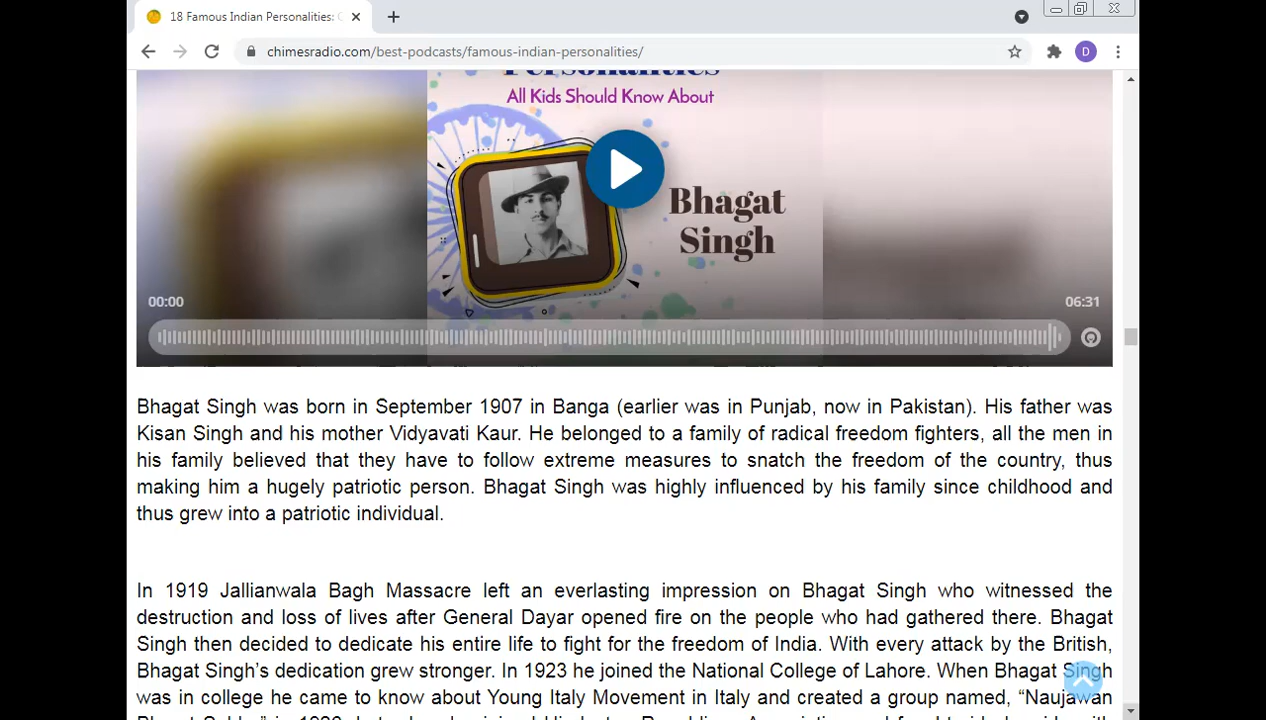 18 Famous Indian Personalities:
chimesradio.com/best-podcasts/famous-indian-personalities/
D
Personalities
All Kids Should Know About
Bhagat
Singh
00:00
06:31
Bhagat Singh was born in September 1907 in Banga (earlier was in Punjab, now in Pakistan). His father was
Kisan Singh and his mother Vidyavati Kaur. He belonged to a family of radical freedom fighters, all the men in
his family believed that they have to follow extreme measures to snatch the freedom of the country, thus
making him a hugely patriotic person. Bhagat Singh was highly influenced by his family since childhood and
thus grew into a patriotic individual.
In 1919 Jallianwala Bagh Massacre left an everlasting impression on Bhagat Singh who witnessed the
destruction and loss of lives after General Dayar opened fire on the people who had gathered there. Bhagat
Singh then decided to dedicate his entire life to fight for the freedom of India. With every attack by the British,
Bhagat Singh’s dedication grew stronger. In 1923 he joined the National College of Lahore. When Bhagat Singh
was in college he came to know about Young Italy Movement in Italy and created a group named, “Naujawan